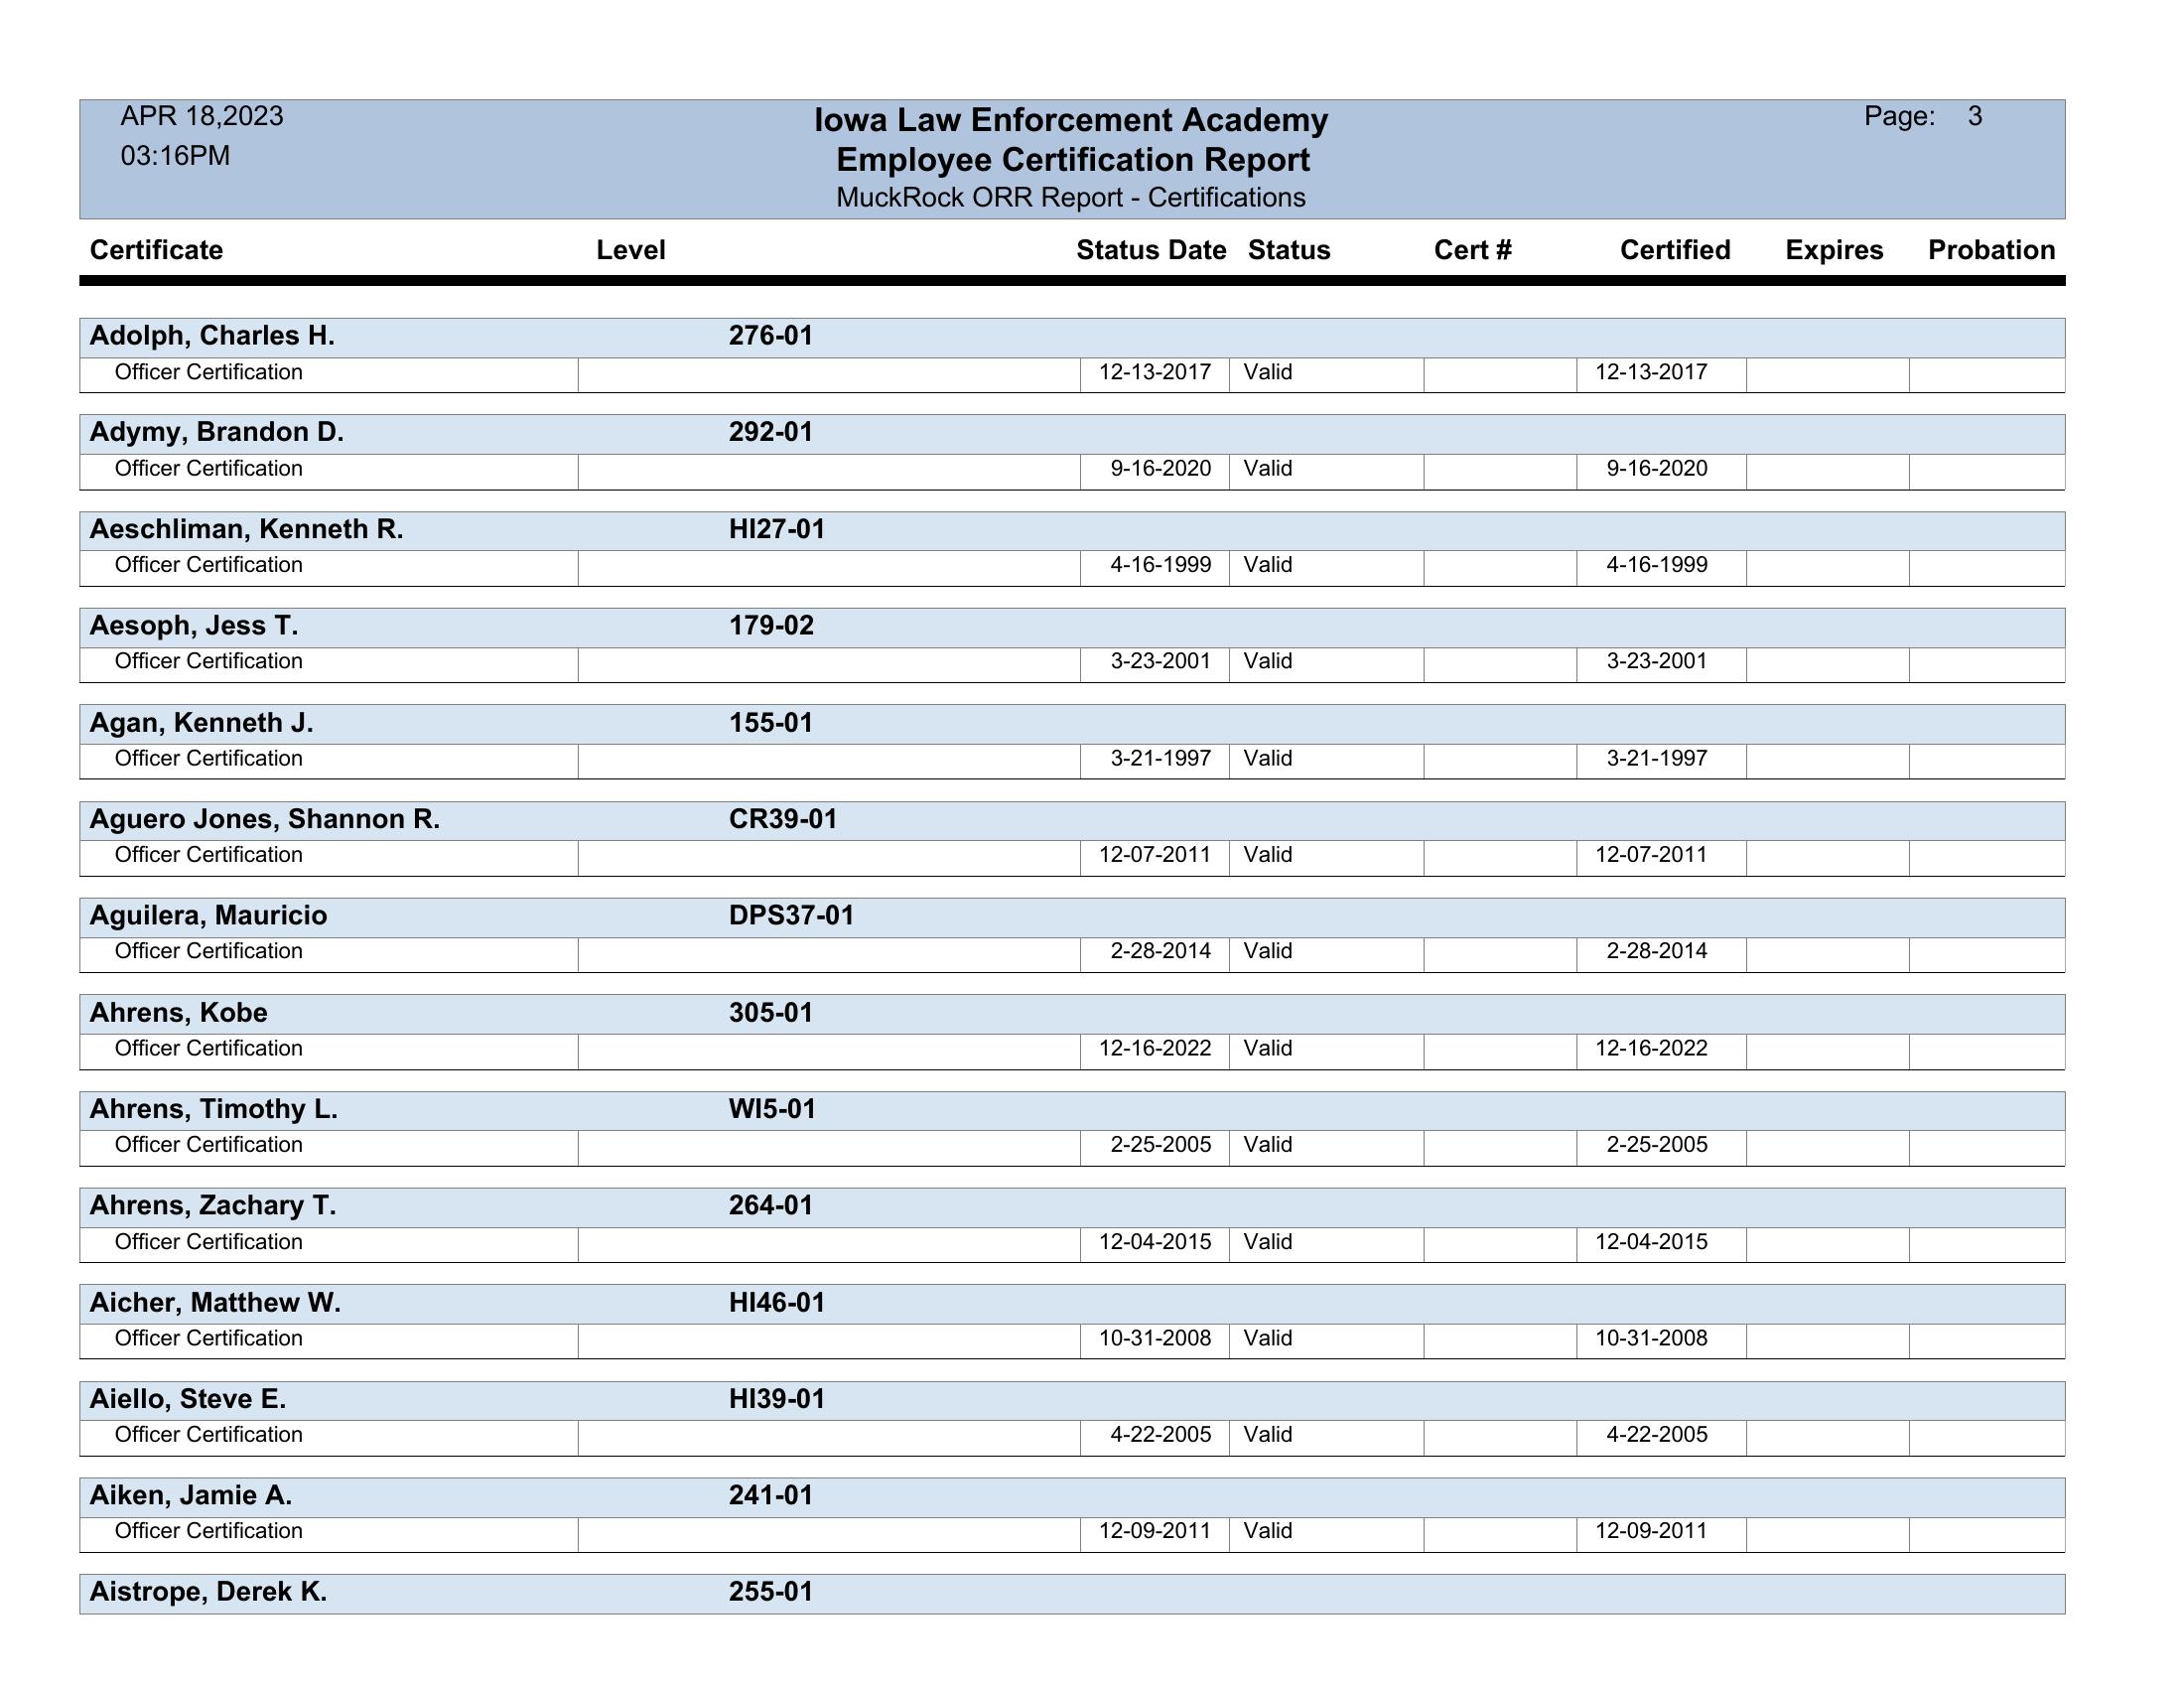 APR 18,2023
03:16PM
Iowa Law Enforcement Academy
Employee Certification Report
MuckRock ORR Report - Certifications
Page: 3
Certificate Level Status Date Status Cert # Certified Expires Probation
Adolph, Charles H. 276-01
Officer Certification 12-13-2017 Valid 12-13-2017
Adymy, Brandon D. 292-01
Officer Certification 9-16-2020 Valid 9-16-2020
Aeschliman, Kenneth R. HI27-01
Officer Certification 4-16-1999 Valid 4-16-1999
Aesoph, Jess T. 179-02
Officer Certification 3-23-2001 Valid 3-23-2001
Agan, Kenneth J. 155-01
Officer Certification 3-21-1997 Valid 3-21-1997
Aguero Jones, Shannon R. CR39-01
Officer Certification 12-07-2011 Valid 12-07-2011
Aguilera, Mauricio DPS37-01
Officer Certification 2-28-2014 Valid 2-28-2014
Ahrens, Kobe 305-01
Officer Certification 12-16-2022 Valid 12-16-2022
Ahrens, Timothy L. WI5-01
Officer Certification 2-25-2005 Valid 2-25-2005
Ahrens, Zachary T. 264-01
Officer Certification 12-04-2015 Valid 12-04-2015
Aicher, Matthew W. HI46-01
Officer Certification 10-31-2008 Valid 10-31-2008
Aiello, Steve E. HI39-01
Officer Certification 4-22-2005 Valid 4-22-2005
Aiken, Jamie A. 241-01
Officer Certification 12-09-2011 Valid 12-09-2011
Aistrope, Derek K. 255-01